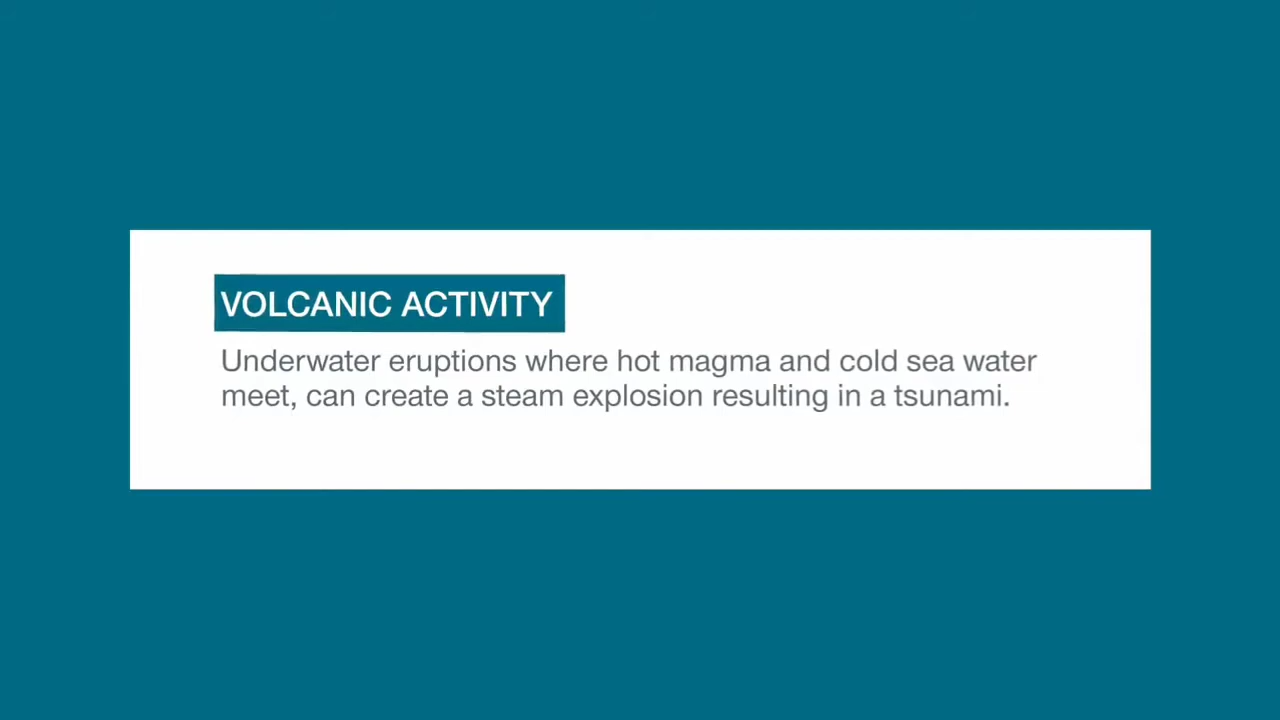 VOLCANIC ACTIVITY
Underwater eruptions where hot magma and cold sea water
meet, can create a steam explosion resulting in a tsunami.